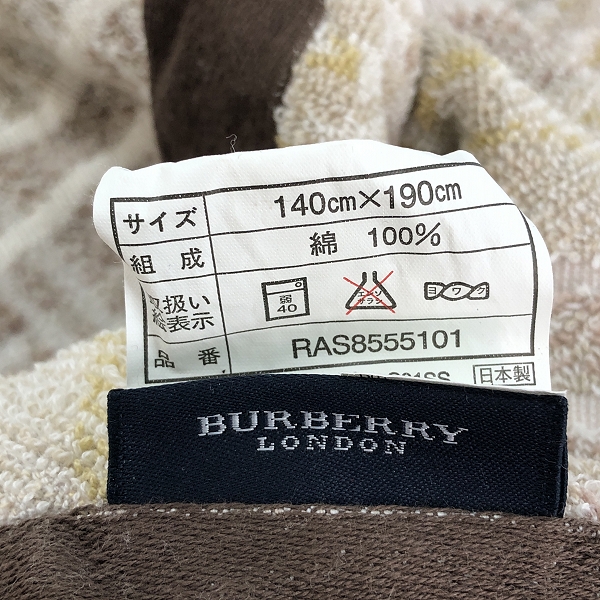 サイズ 140cm×190cm
組成 綿 100%
取扱い 弱 40 エンソ サラシ ヨワク
絵表示
品番 RAS8555101
日本製
BURBERRY
LONDON